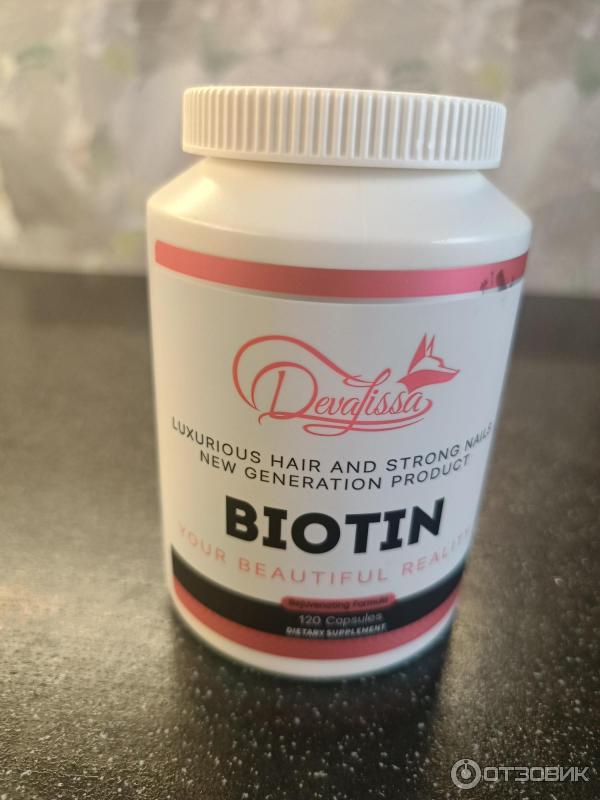 Devalissa
LUXURIOUS HAIR AND STRONG NAILS
NEW GENERATION PRODUCT
BIOTIN
YOUR BEAUTIFUL REALITY
Rejuvenating Formula
120 Capsules
DIETARY SUPPLEMENT
ОТЗОВИК